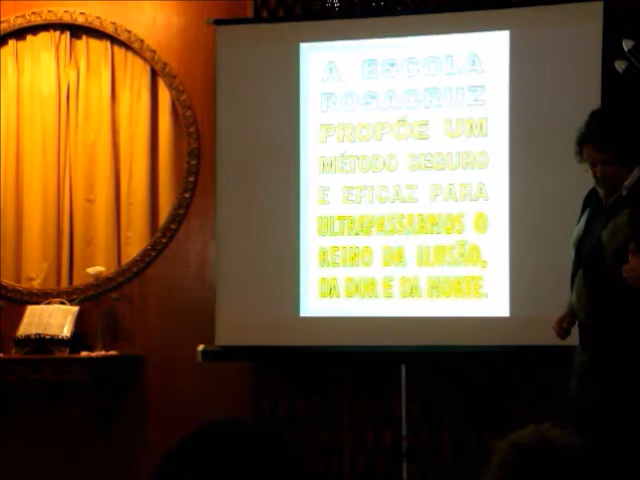 A ESCOLA
ROSACRUZ
PROPÕE UM
MÉTODO SEGURO
E EFICAZ PARA
ULTRAPASSARMOS O
REINO DA ILUSÃO,
DA DOR E DA MORTE.